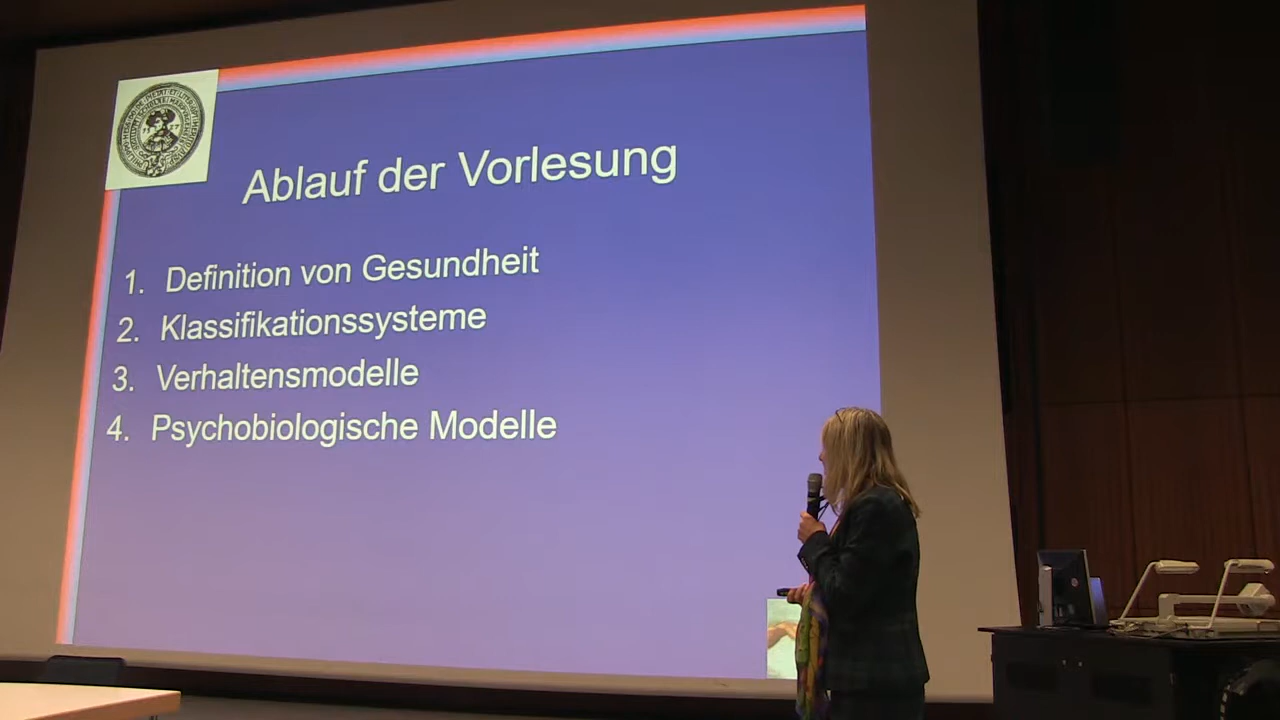 Ablauf der Vorlesung
1. Definition von Gesundheit
2. Klassifikationssysteme
3. Verhaltensmodelle
4. Psychobiologische Modelle